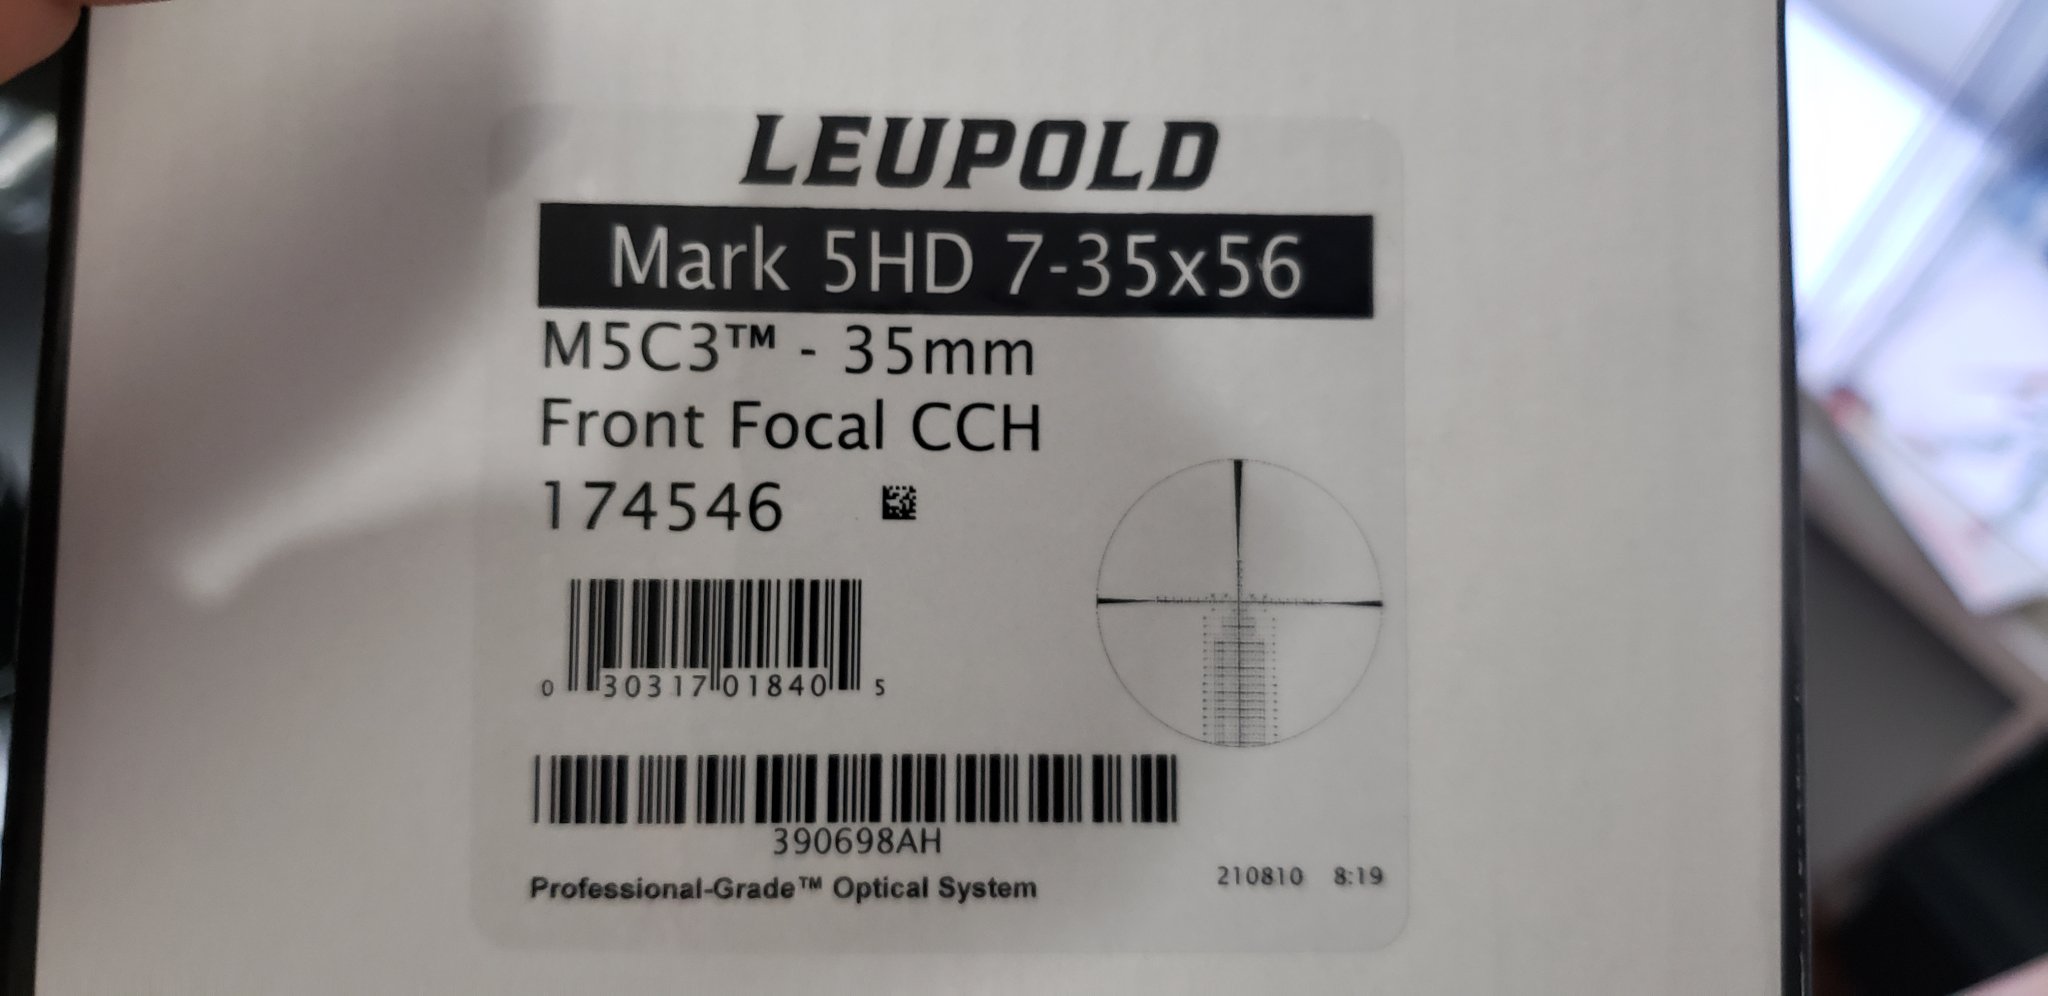 LEUPOLD
Mark 5HD 7-35x56
M5C3™ - 35mm
Front Focal CCH
174546
0 30317 01840 5
390698AH
Professional-Grade™ Optical System
210810 8:19